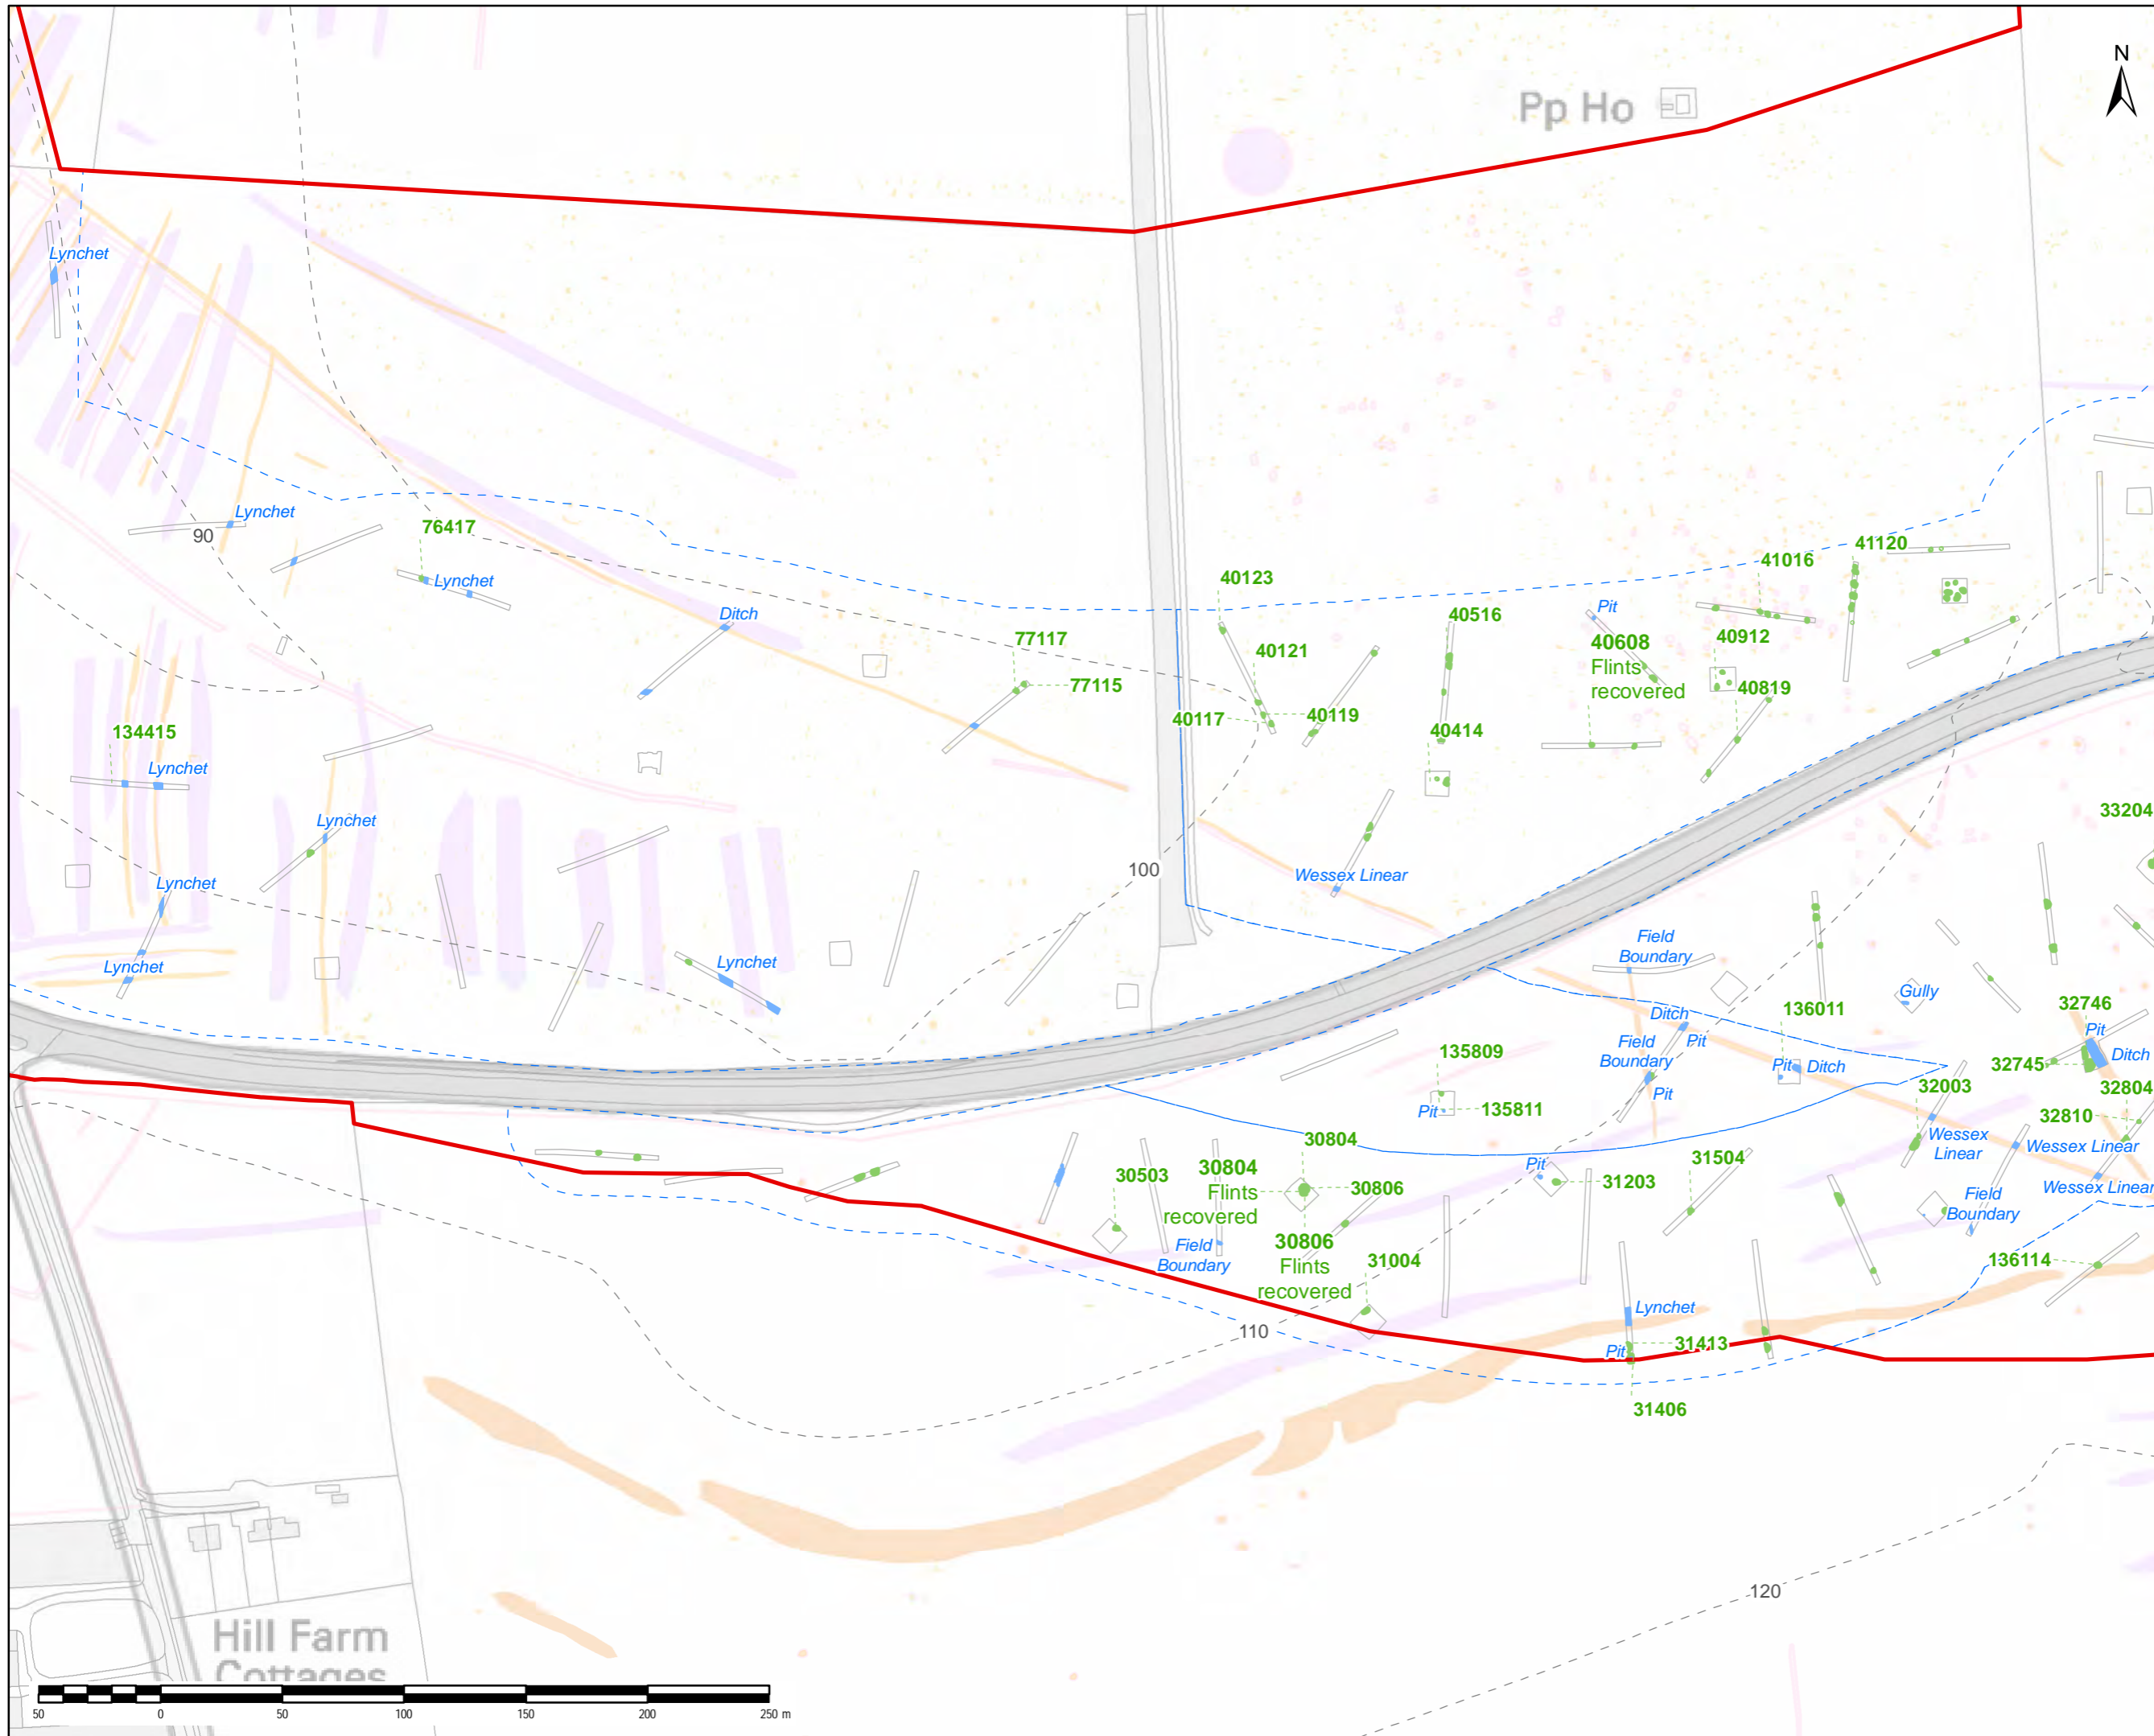 N
Pp Ho
Lynchet
Lynchet
90
76417
Lynchet
Ditch
77117
77115
40123
40121
40117
40119
40516
40414
Pit
40608
Flints
recovered
41016
41120
40912
40819
134415
Lynchet
Lynchet
Lynchet
Lynchet
Lynchet
100
Wessex Linear
33204
Field
Boundary
Gully
Ditch
Pit
Field
Boundary
Pit
136011
Pit
Ditch
32746
Pit
Ditch
32745
32003
32804
32810
Wessex
Linear
Wessex Linear
Wessex Linear
Field
Boundary
135809
Pit
135811
30804
30804
Flints
recovered
30806
30503
Field
Boundary
30806
Flints
recovered
31004
Pit
31203
31504
136114
110
Lynchet
Pit
31413
31406
120
Hill Farm
Cottages
50 0 50 100 150 200 250 m